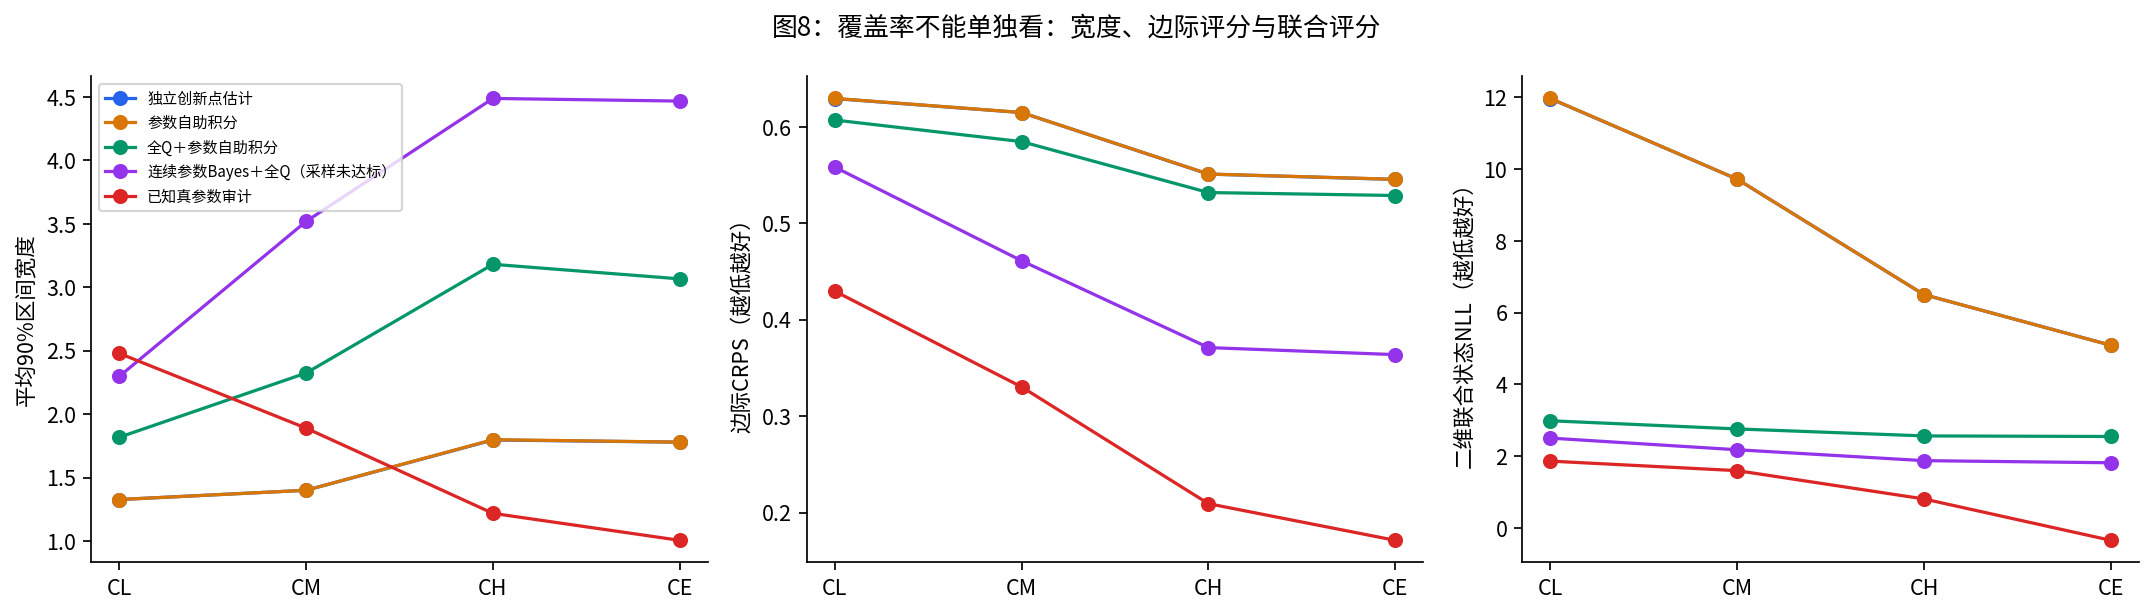 图8：覆盖率不能单独看：宽度、边际评分与联合评分
平均90%区间宽度
4.5
4.0
3.5
3.0
2.5
2.0
1.5
1.0
独立创新点估计
参数自助积分
全Q＋参数自助积分
连续参数Bayes＋全Q（采样未达标）
已知真参数审计
CL
CM
CH
CE
边际CRPS（越低越好）
0.6
0.5
0.4
0.3
0.2
CL
CM
CH
CE
二维联合状态NLL（越低越好）
12
10
8
6
4
2
0
CL
CM
CH
CE